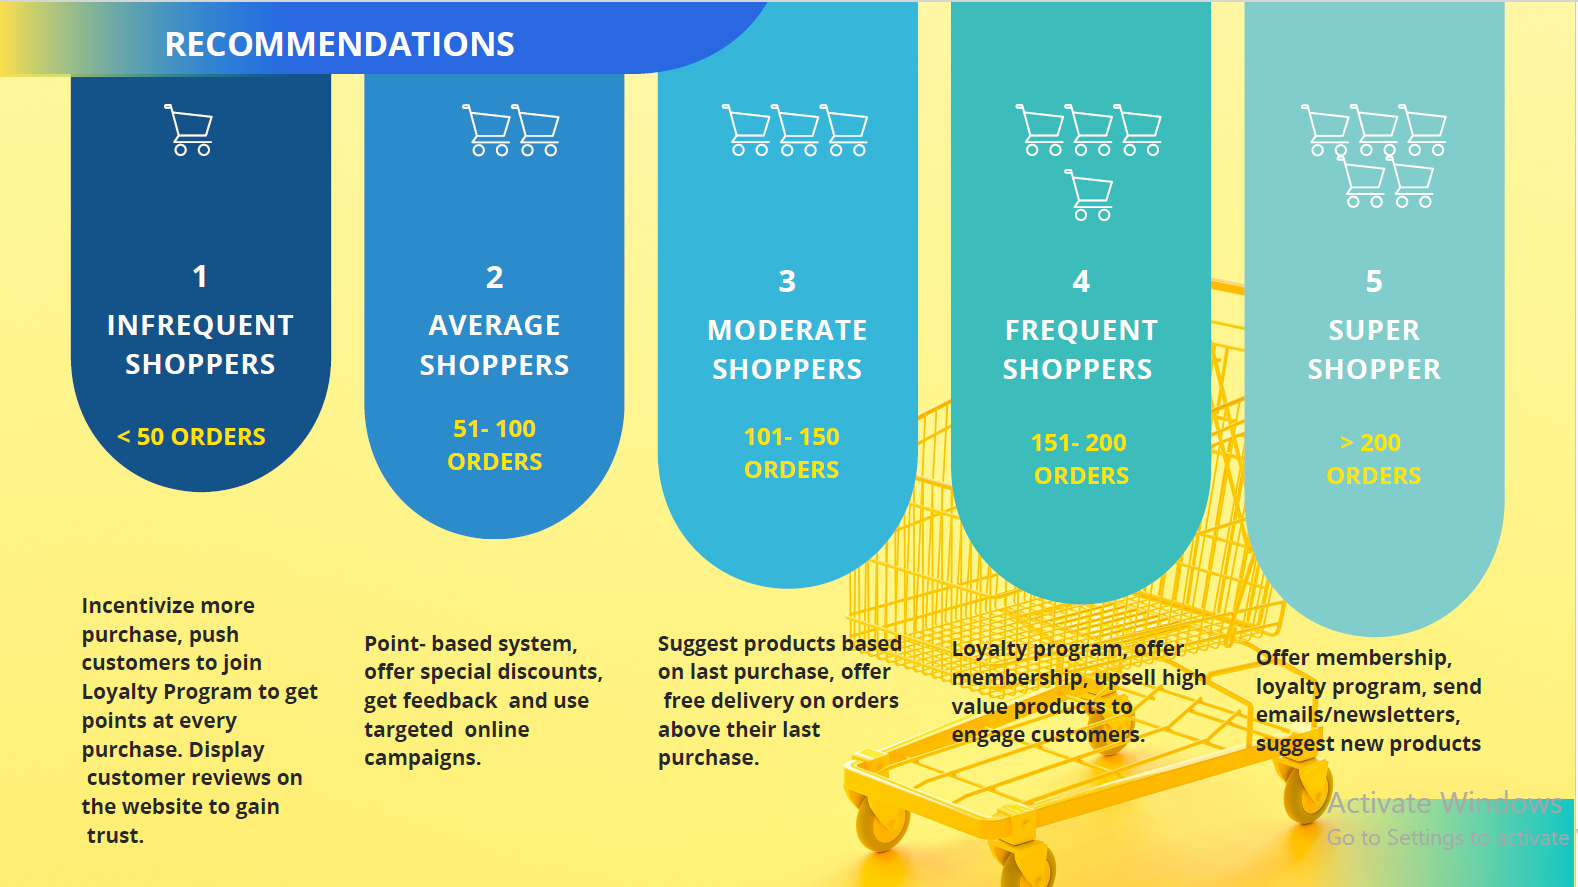 RECOMMENDATIONS
1
INFREQUENT
SHOPPERS
< 50 ORDERS
Incentivize more
purchase, push
customers to join
Loyalty Program to get
points at every
purchase. Display
customer reviews on
the website to gain
trust.
2
AVERAGE
SHOPPERS
51- 100
ORDERS
Point- based system,
offer special discounts,
get feedback and use
targeted online
campaigns.
3
MODERATE
SHOPPERS
101- 150
ORDERS
Suggest products based
on last purchase, offer
free delivery on orders
above their last
purchase.
4
FREQUENT
SHOPPERS
151- 200
ORDERS
Loyalty program, offer
membership, upsell high
value products to
engage customers.
5
SUPER
SHOPPER
> 200
ORDERS
Offer membership,
loyalty program, send
emails/newsletters,
suggest new products
Activate Windows
Go to Settings to activate